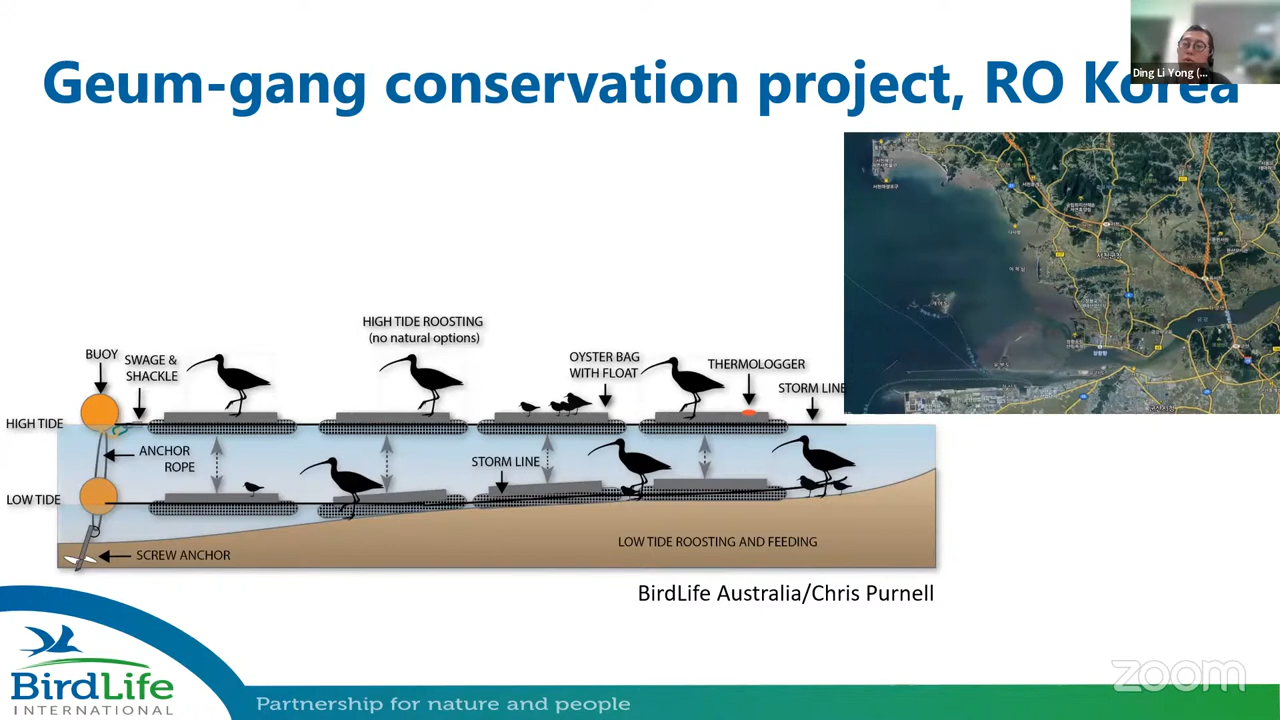 Geum-gang conservation project, RO Korea
Ding Li Yong (...
HIGH TIDE ROOSTING
(no natural options)
BUOY
SWAGE &
SHACKLE
OYSTER BAG
WITH FLOAT
THERMOLOGGER
STORM LINE
HIGH TIDE
ANCHOR
ROPE
STORM LINE
LOW TIDE
SCREW ANCHOR
LOW TIDE ROOSTING AND FEEDING
BirdLife Australia/Chris Purnell
BirdLife
INTERNATIONAL
Partnership for nature and people
zoom